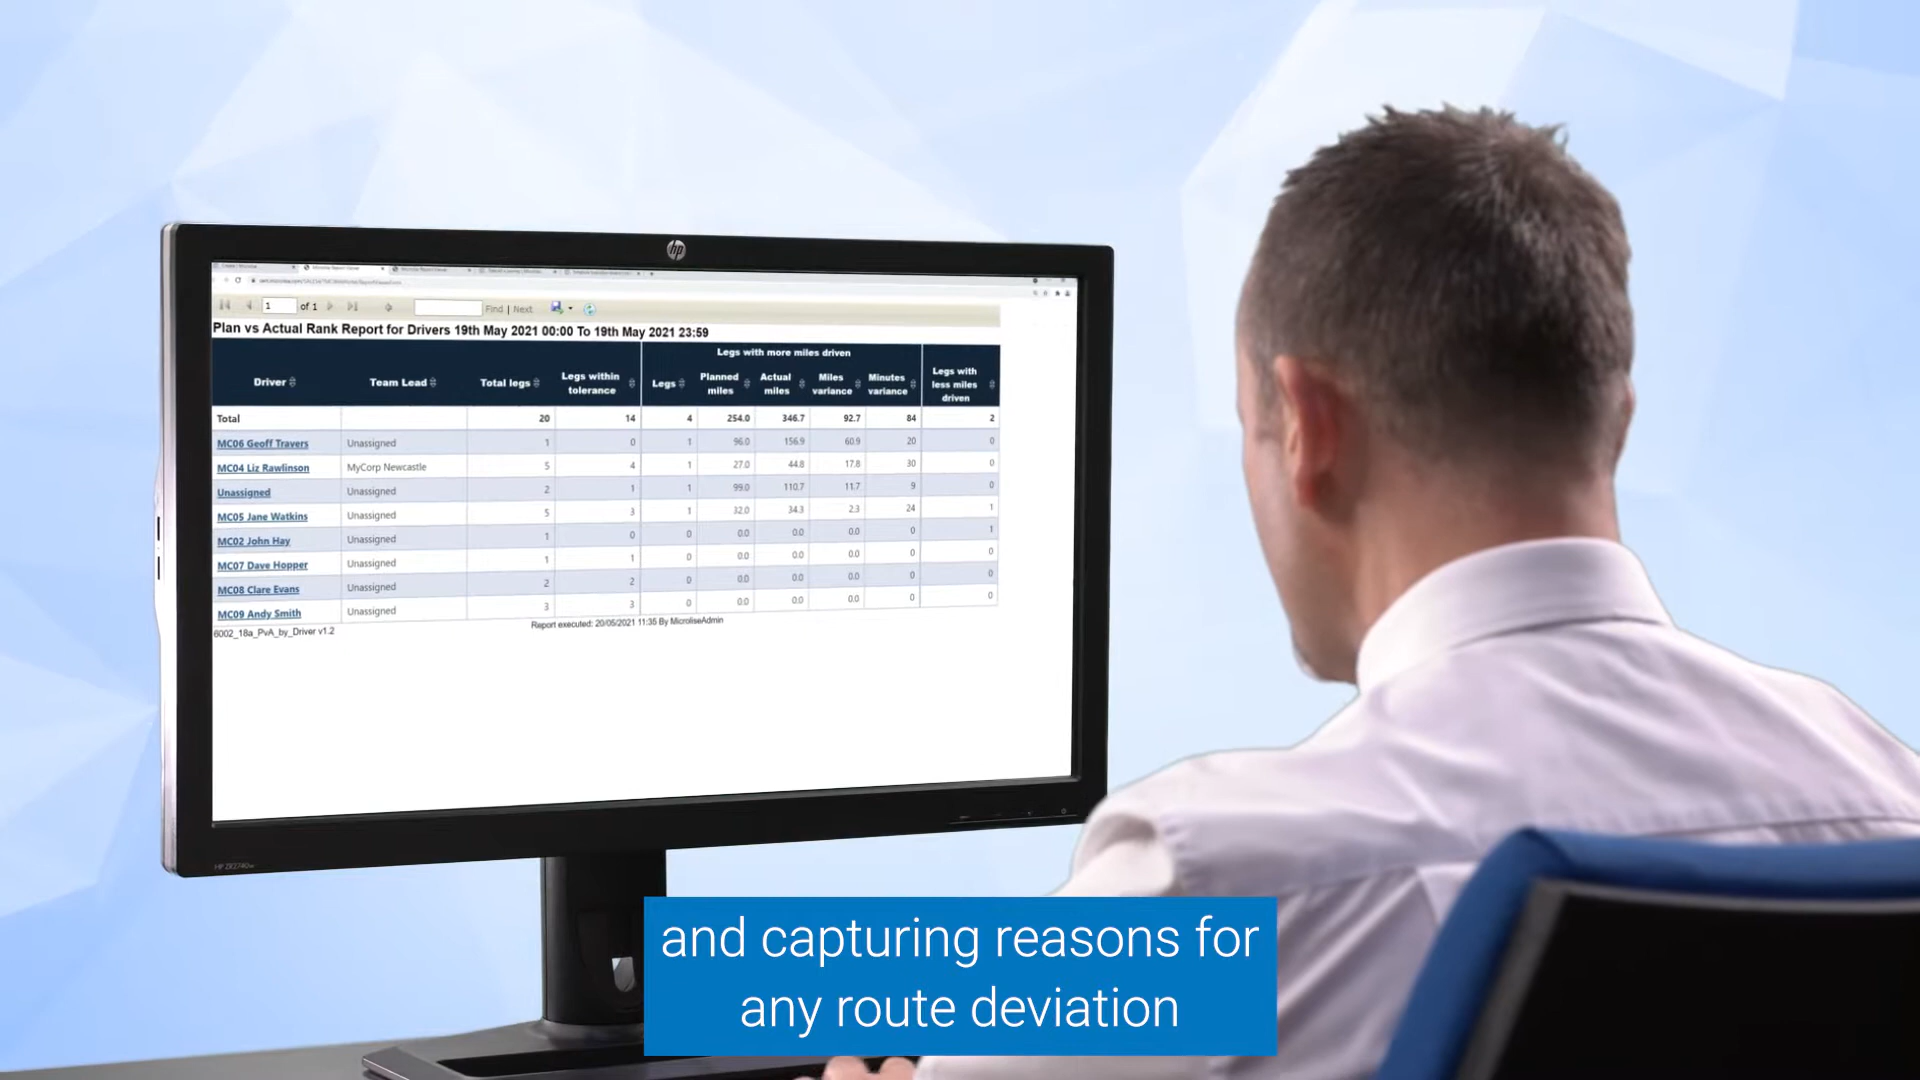 hp
1 of 1 Find | Next
Plan vs Actual Rank Report for Drivers 19th May 2021 00:00 To 19th May 2021 23:59
Legs with more miles driven
Driver Team Lead Total legs Legs within tolerance Legs Planned miles Actual miles Miles variance Minutes variance Legs with less miles driven
Total 20 14 4 254.0 346.7 92.7 84 2
MC06 Geoff Travers Unassigned 1 0 1 96.0 156.9 60.9 20 0
MC04 Liz Rawlinson MyCorp Newcastle 5 4 1 27.0 44.8 17.8 30 0
Unassigned Unassigned 2 1 1 99.0 110.7 11.7 9 0
MC05 Jane Watkins Unassigned 5 3 1 32.0 34.3 2.3 24 1
MC02 John Hay Unassigned 1 0 0 0.0 0.0 0.0 0 1
MC07 Dave Hopper Unassigned 1 1 0 0.0 0.0 0.0 0 0
MC08 Clare Evans Unassigned 2 2 0 0.0 0.0 0.0 0 0
MC09 Andy Smith Unassigned 3 3 0 0.0 0.0 0.0 0 0
6002_18a_PvA_by_Driver v1.2 Report executed: 20/05/2021 11:35 By MicroliseAdmin
and capturing reasons for
any route deviation